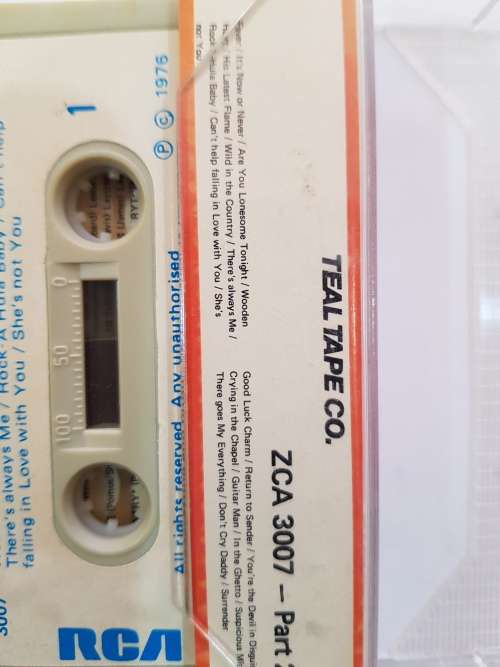 TEAL TAPE CO.
ZCA 3007 – Part
It's Now or Never / Are You Lonesome Tonight / Wooden
His Latest Flame / Wild in the Country / There's always Me /
Hula Baby / Can't help falling in Love with You / She's
not You
Good Luck Charm / Return to Sender / You're the Devil in
Crying in the Chapel / Guitar Man / In the Ghetto / Suspicious
There goes My Everything / Don't Cry Daddy / Surrender
℗ © 1976
All rights reserved Any unauthorised
1
0 50 100
RCA
3007
There's always Me / Rock-A Hula Baby /
falling in Love with You / She's not You